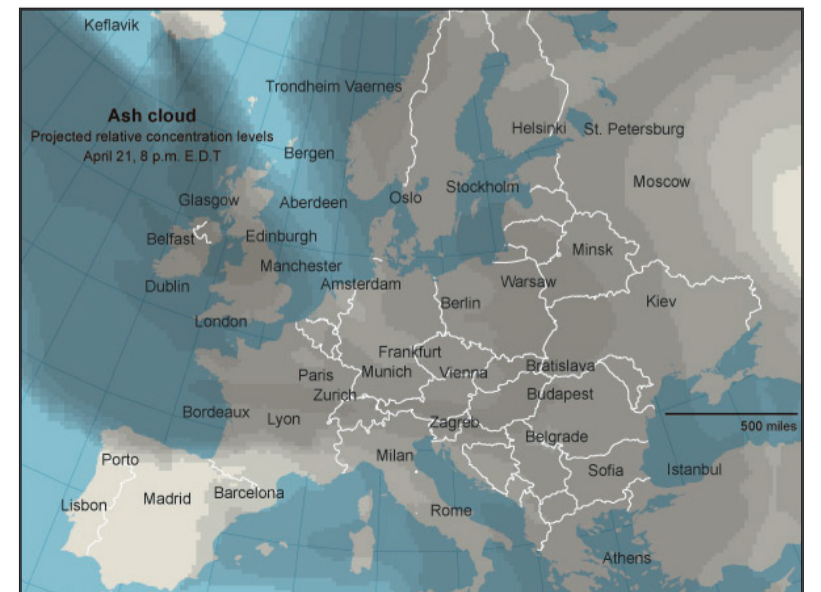 Keflavik
Trondheim Vaernes
Ash cloud
Projected relative concentration levels
April 21, 8 p.m. E.D.T
Helsinki
St. Petersburg
Bergen
Moscow
Stockholm
Oslo
Glasgow
Aberdeen
Belfast
Edinburgh
Minsk
Manchester
Dublin
Amsterdam
Warsaw
Berlin
Kiev
London
Frankfurt
Bratislava
Paris
Munich
Vienna
Zurich
Budapest
Bordeaux
Lyon
Zagreb
500 miles
Belgrade
Porto
Milan
Sofia
Istanbul
Lisbon
Madrid
Barcelona
Rome
Athens